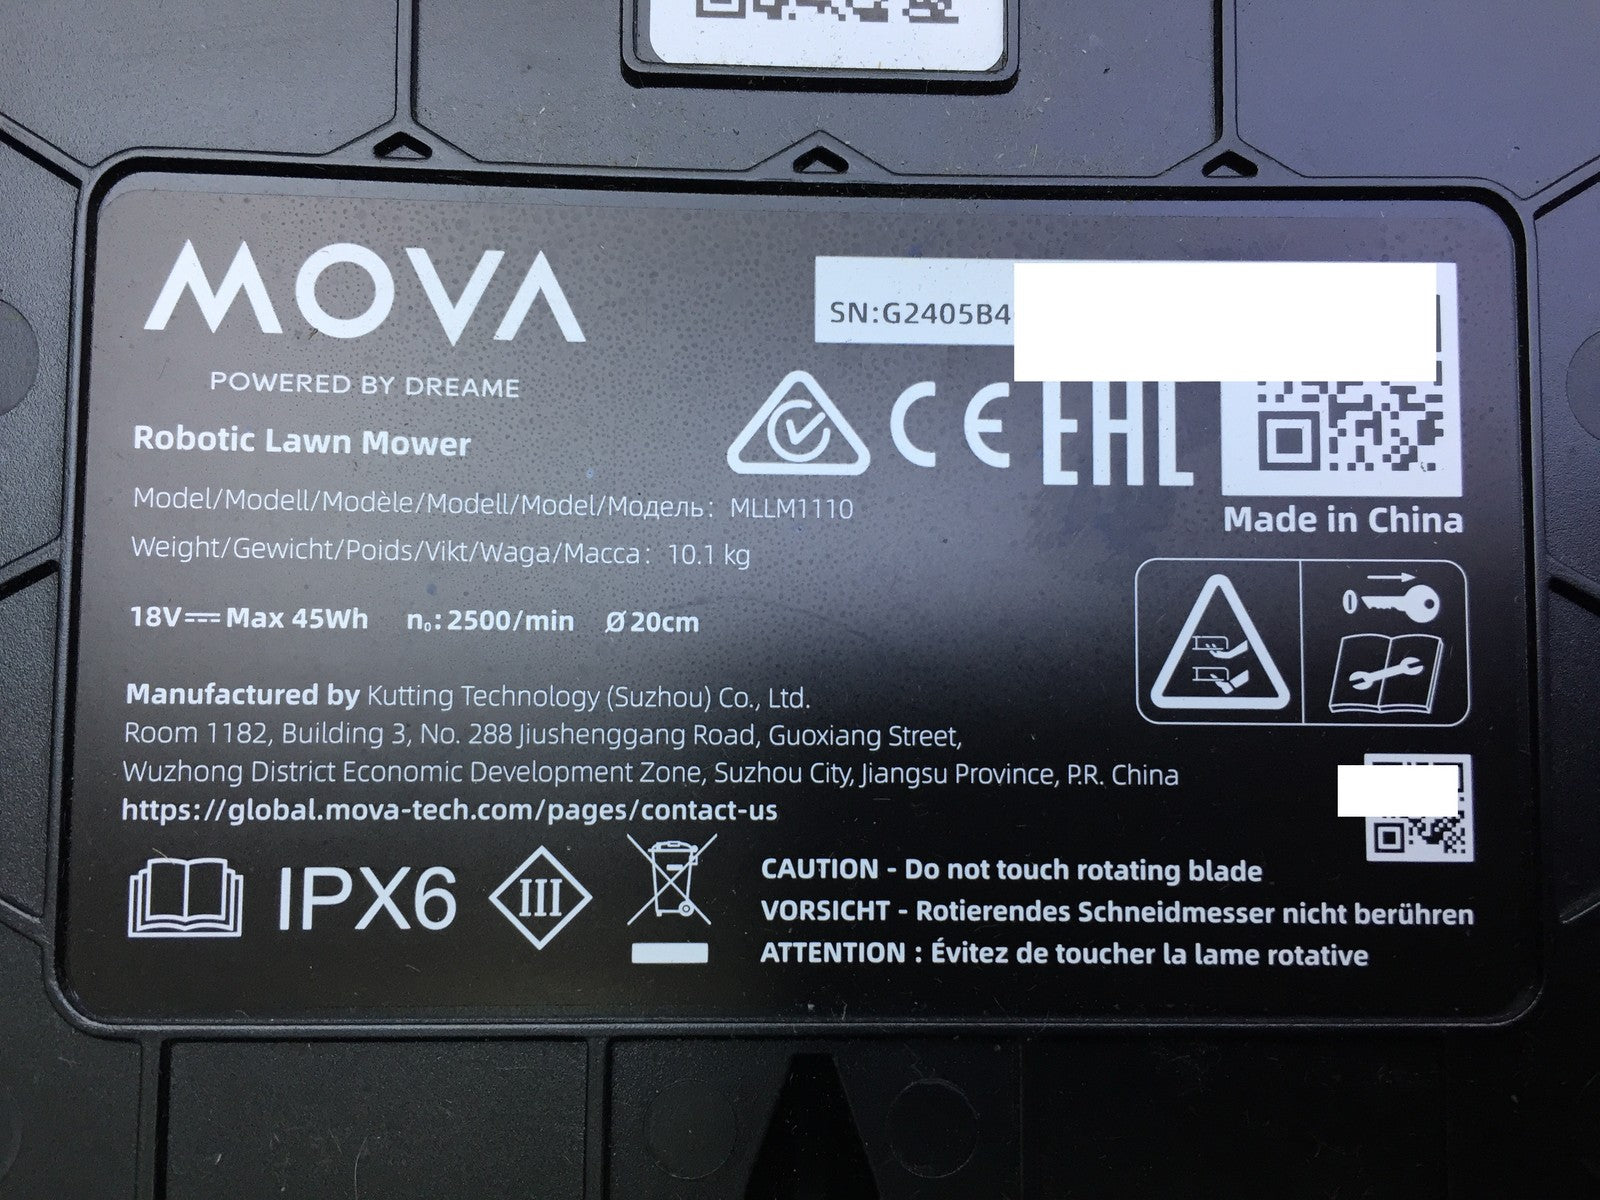 MOVA
POWERED BY DREAME
SN:G2405B4
Robotic Lawn Mower
CE EHL
Model/Modell/Modèle/Modell/Model/Модель: MLLM1110
Made in China
Weight/Gewicht/Poids/Vikt/Waga/Масса: 10.1 kg
18V⎓Max 45Wh n₀:2500/min Ø20cm
Manufactured by Kutting Technology (Suzhou) Co., Ltd.
Room 1182, Building 3, No. 288 Jiushenggang Road, Guoxiang Street,
Wuzhong District Economic Development Zone, Suzhou City, Jiangsu Province, P.R. China
https://global.mova-tech.com/pages/contact-us
IPX6
III
CAUTION - Do not touch rotating blade
VORSICHT - Rotierendes Schneidmesser nicht berühren
ATTENTION : Évitez de toucher la lame rotative